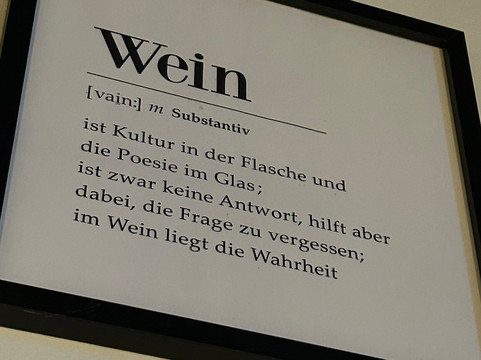 Wein
[vain:] m Substantiv
ist Kultur in der Flasche und
die Poesie im Glas;
ist zwar keine Antwort, hilft aber
dabei, die Frage zu vergessen;
im Wein liegt die Wahrheit